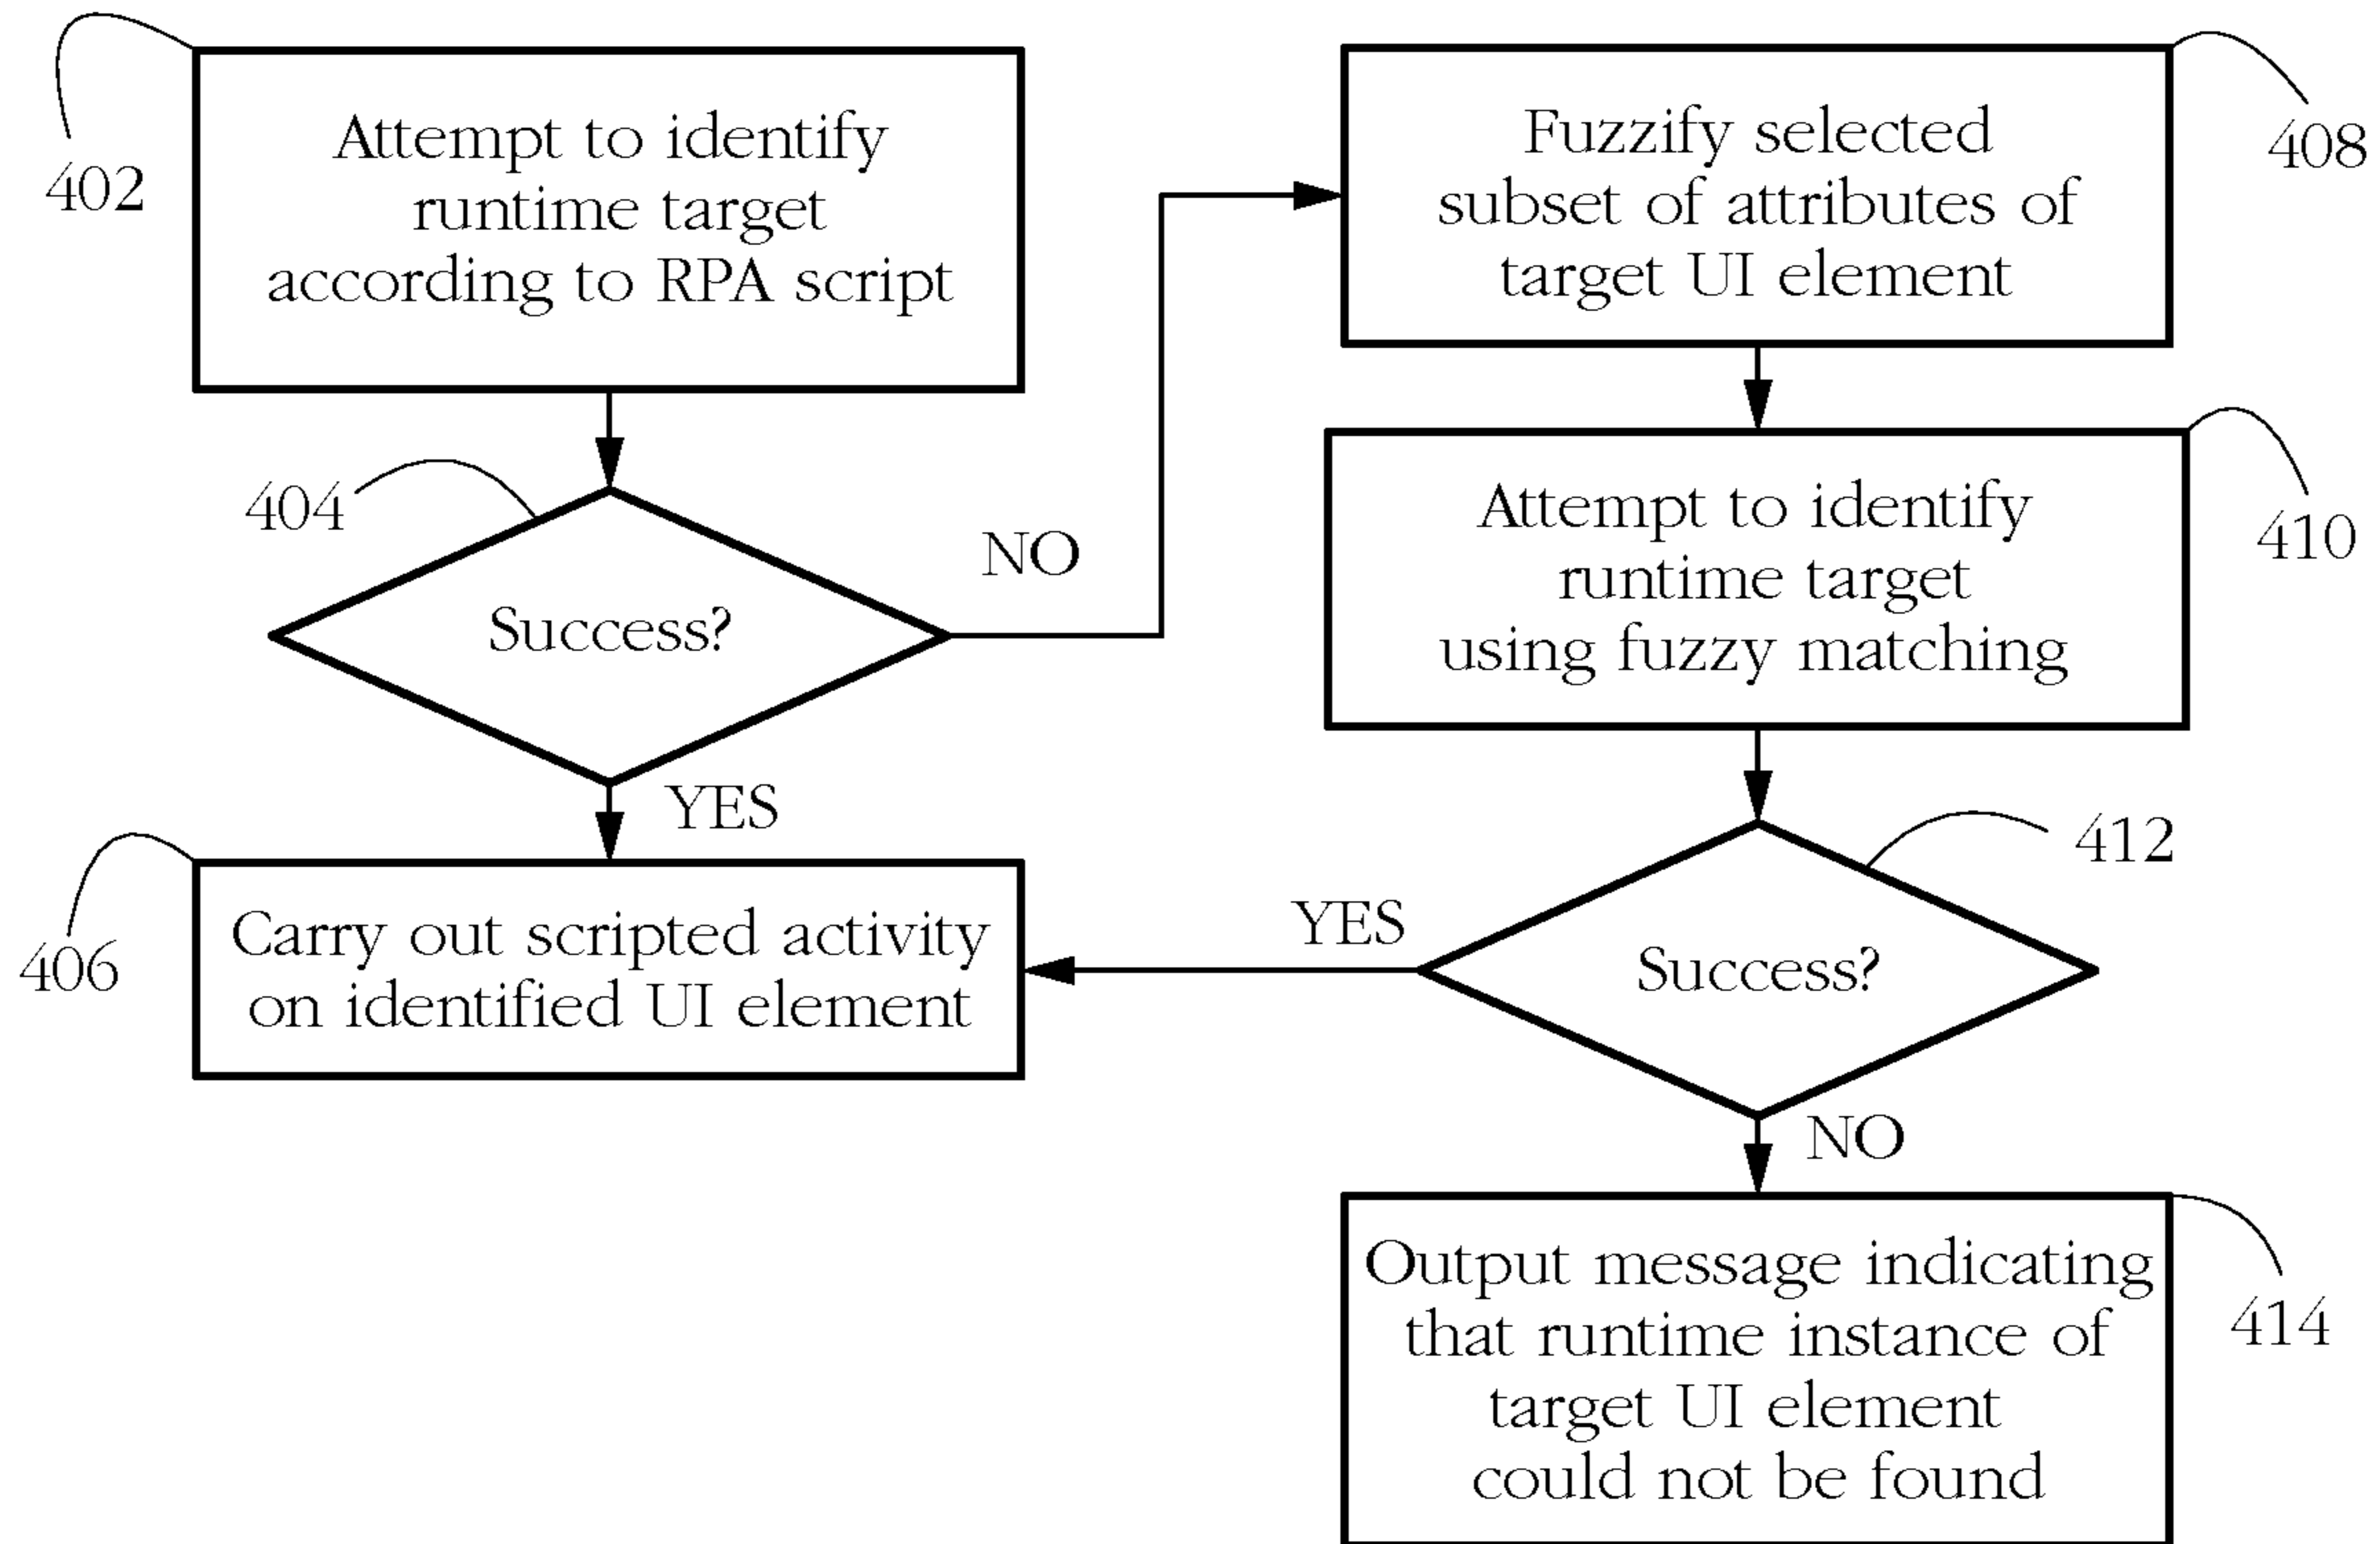 402
Attempt to identify
runtime target
according to RPA script
404
Success?
NO
YES
406
Carry out scripted activity
on identified UI element
408
Fuzzify selected
subset of attributes of
target UI element
410
Attempt to identify
runtime target
using fuzzy matching
412
Success?
YES
NO
414
Output message indicating
that runtime instance of
target UI element
could not be found